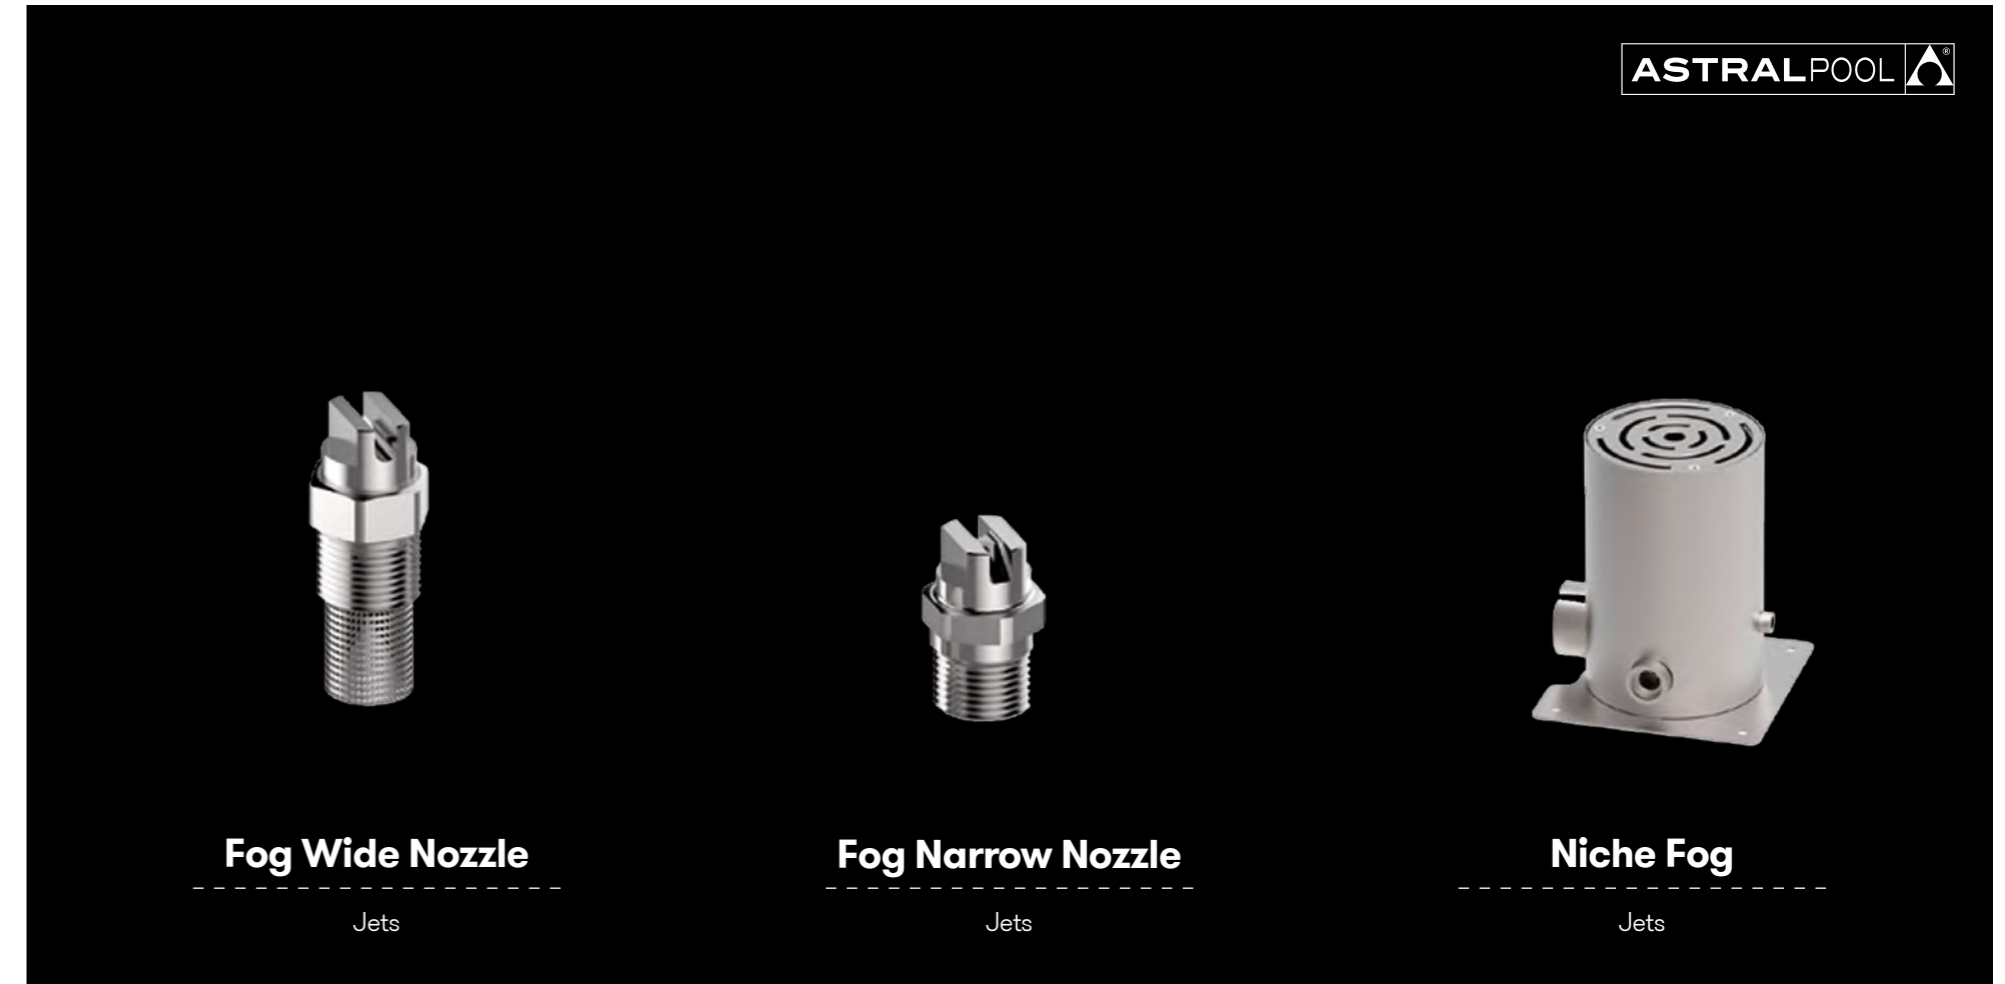 ASTRALPOOL®
Fog Wide Nozzle
Jets
Fog Narrow Nozzle
Jets
Niche Fog
Jets